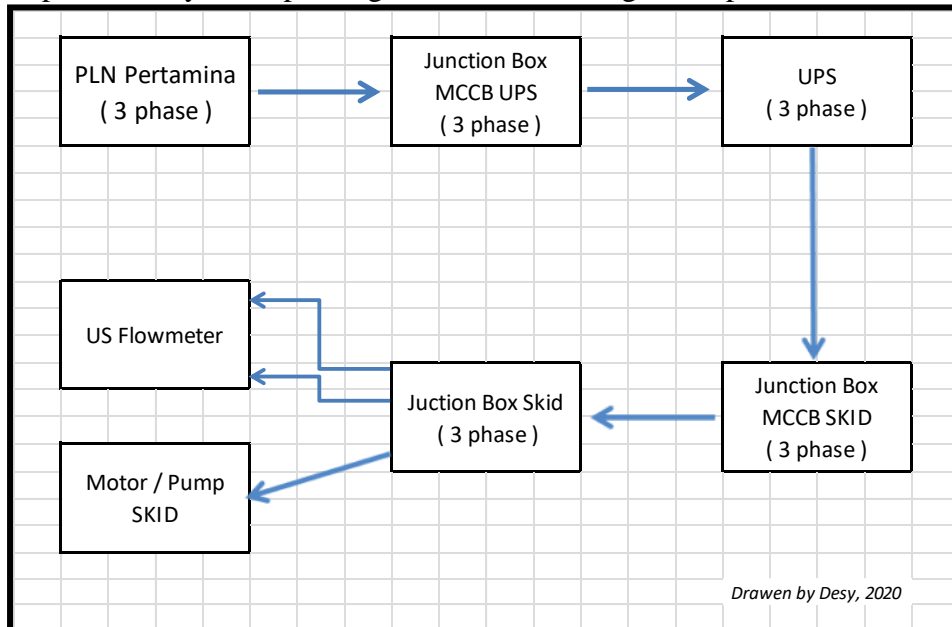 PLN Pertamina
( 3 phase )
Junction Box
MCCB UPS
( 3 phase )
UPS
( 3 phase )
US Flowmeter
Juction Box Skid
( 3 phase )
Junction Box
MCCB SKID
( 3 phase )
Motor / Pump
SKID
Drawen by Desy, 2020